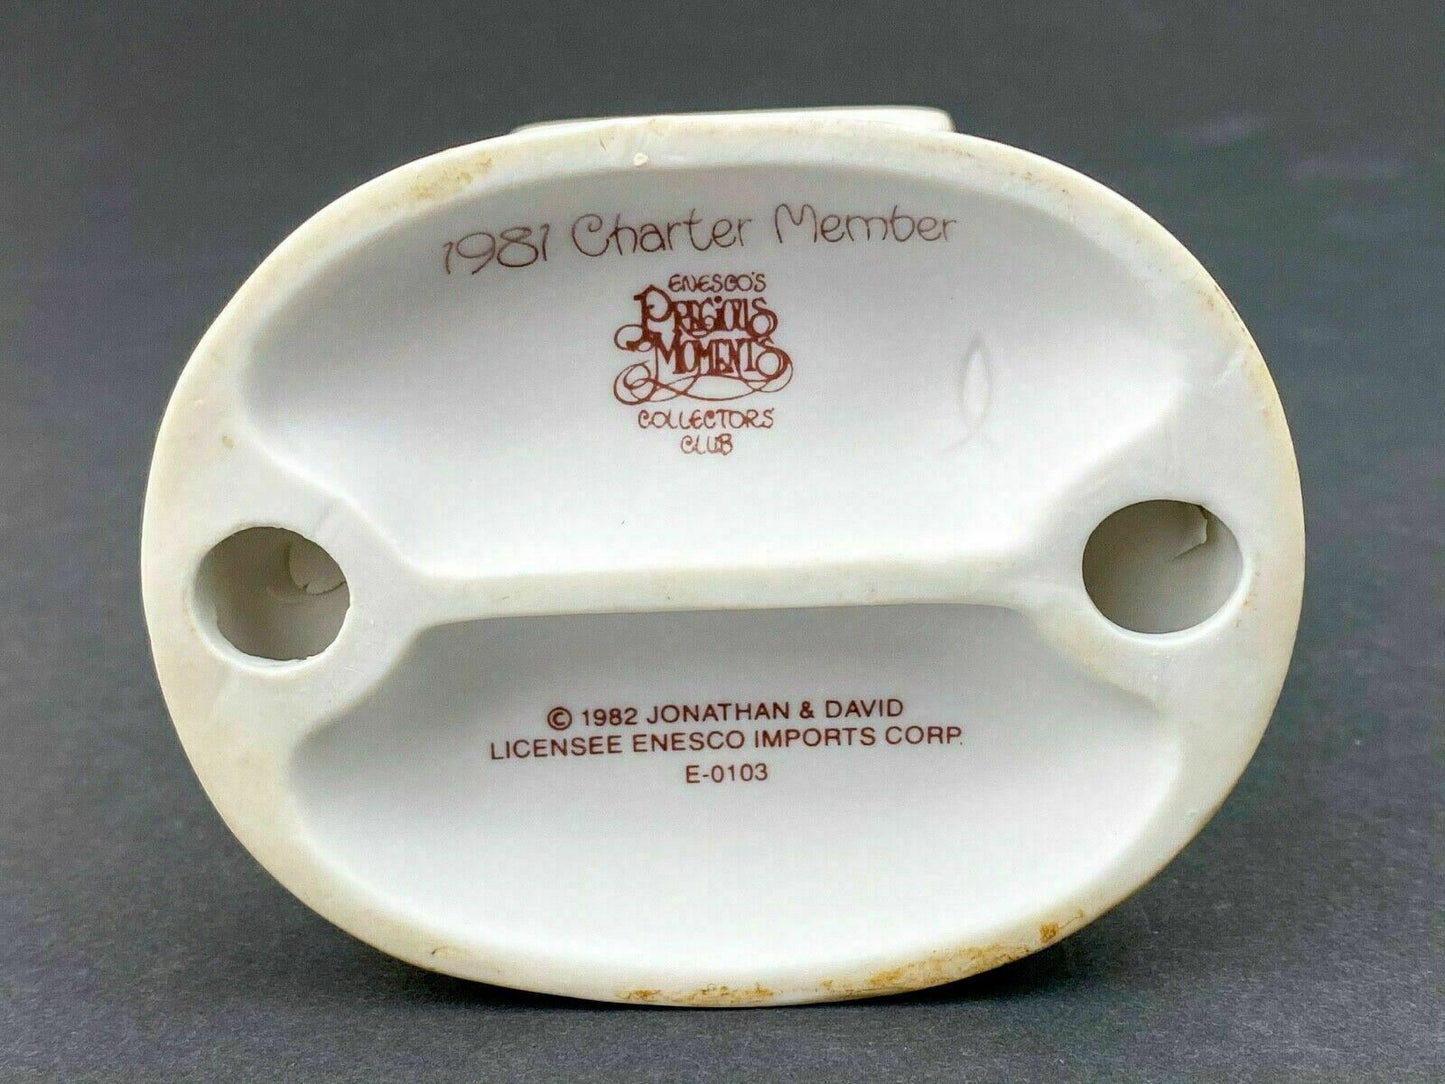 1981 Charter Member
ENESCO'S
PRECIOUS
MOMENTS
COLLECTORS
CLUB
© 1982 JONATHAN & DAVID
LICENSEE ENESCO IMPORTS CORP.
E-0103